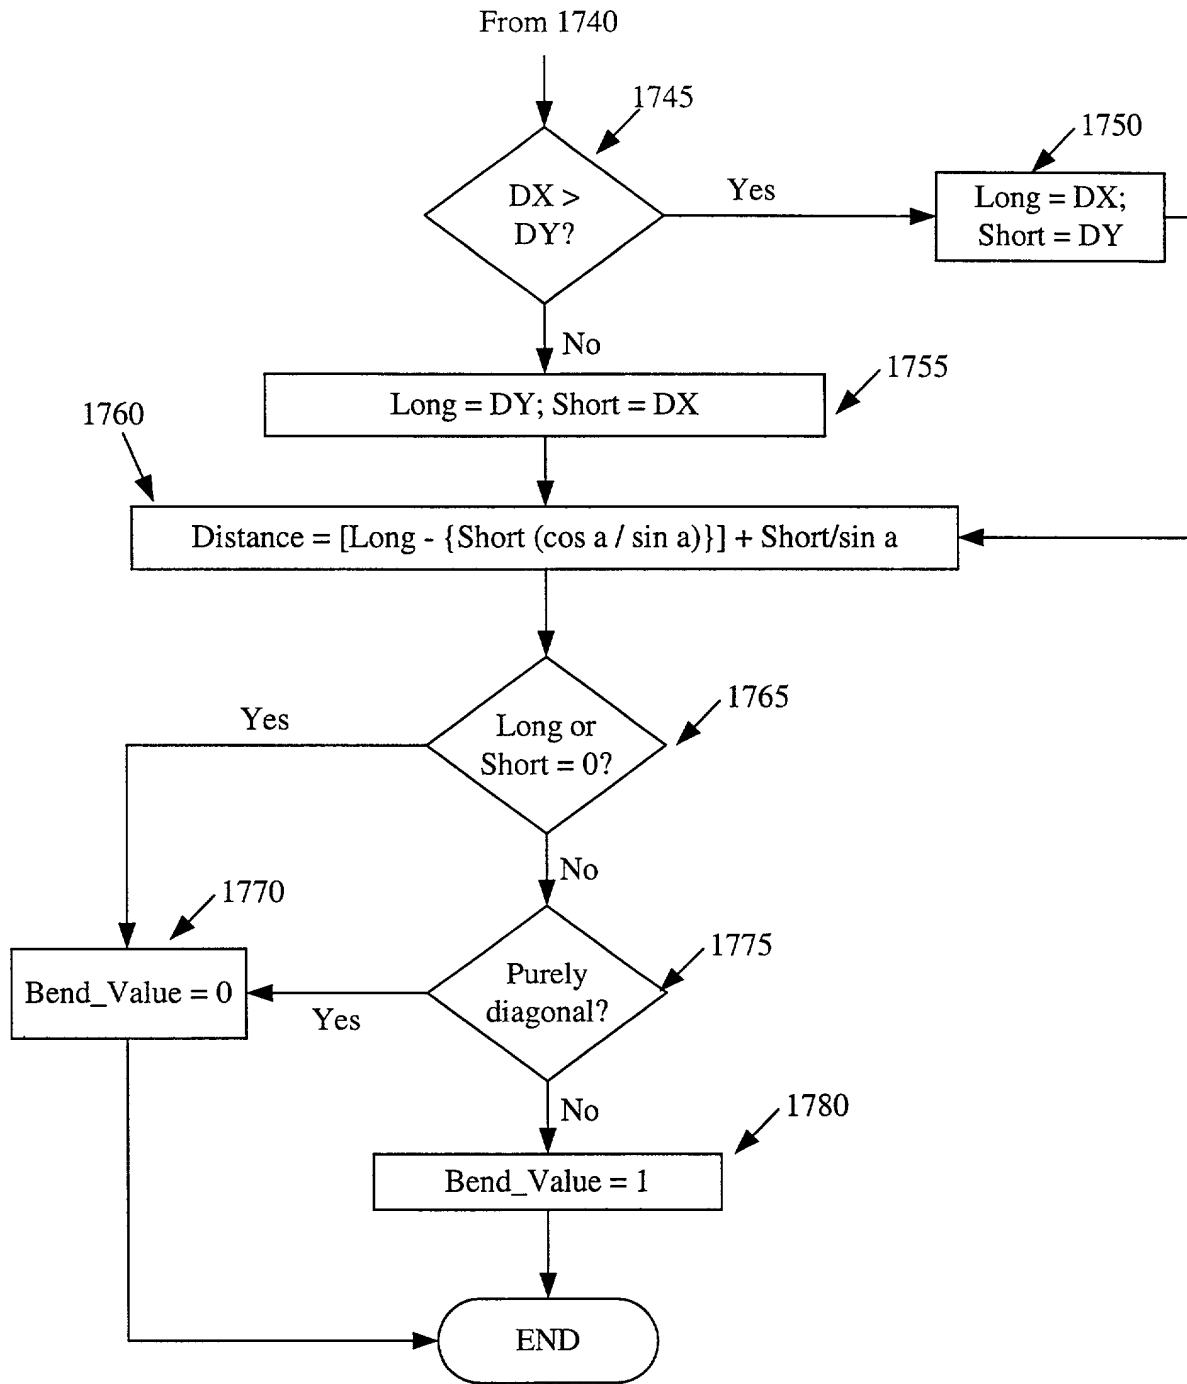 From 1740
1745
1750
DX >
DY?
Yes
Long = DX;
Short = DY
No
1755
Long = DY; Short = DX
1760
Distance = [Long - {Short (cos a / sin a)}] + Short/sin a
1765
Yes
Long or
Short = 0?
No
1770
1775
Bend_Value = 0
Yes
Purely
diagonal?
No
1780
Bend_Value = 1
END